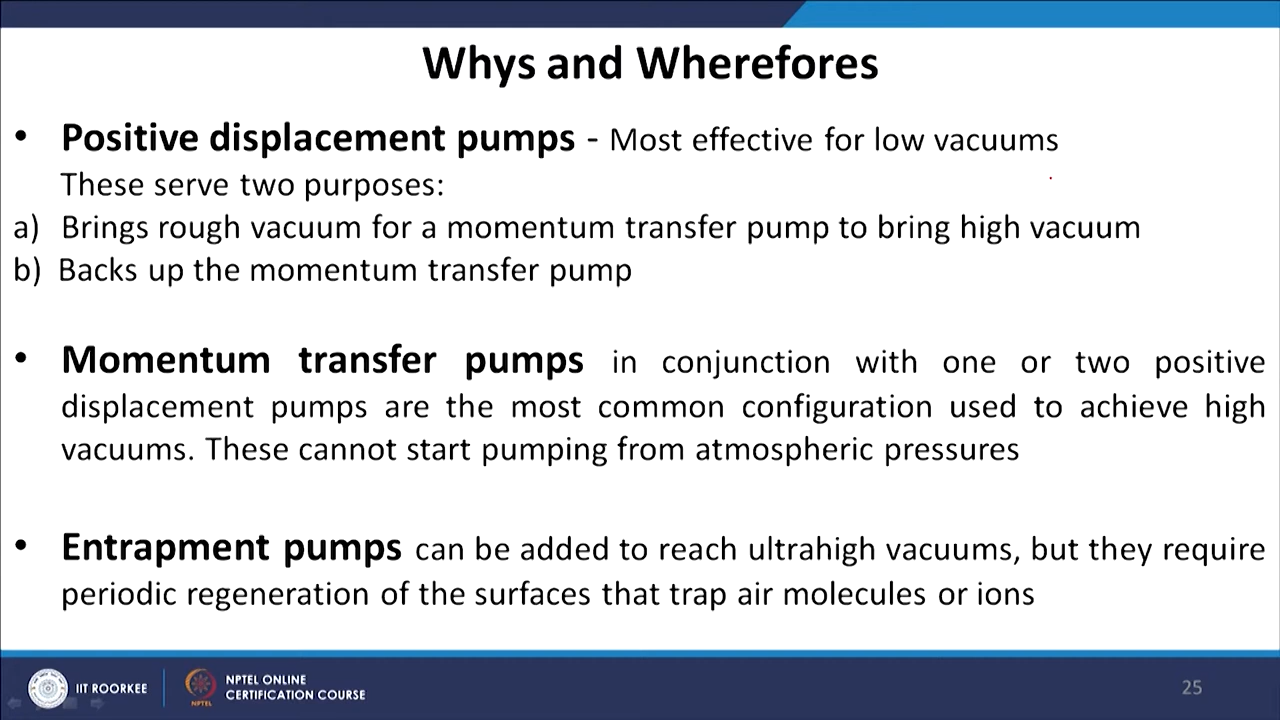 Whys and Wherefores
• Positive displacement pumps - Most effective for low vacuums
These serve two purposes:
a) Brings rough vacuum for a momentum transfer pump to bring high vacuum
b) Backs up the momentum transfer pump
• Momentum transfer pumps in conjunction with one or two positive
displacement pumps are the most common configuration used to achieve high
vacuums. These cannot start pumping from atmospheric pressures
• Entrapment pumps can be added to reach ultrahigh vacuums, but they require
periodic regeneration of the surfaces that trap air molecules or ions
IIT ROORKEE
NPTEL
NPTEL ONLINE
CERTIFICATION COURSE
25